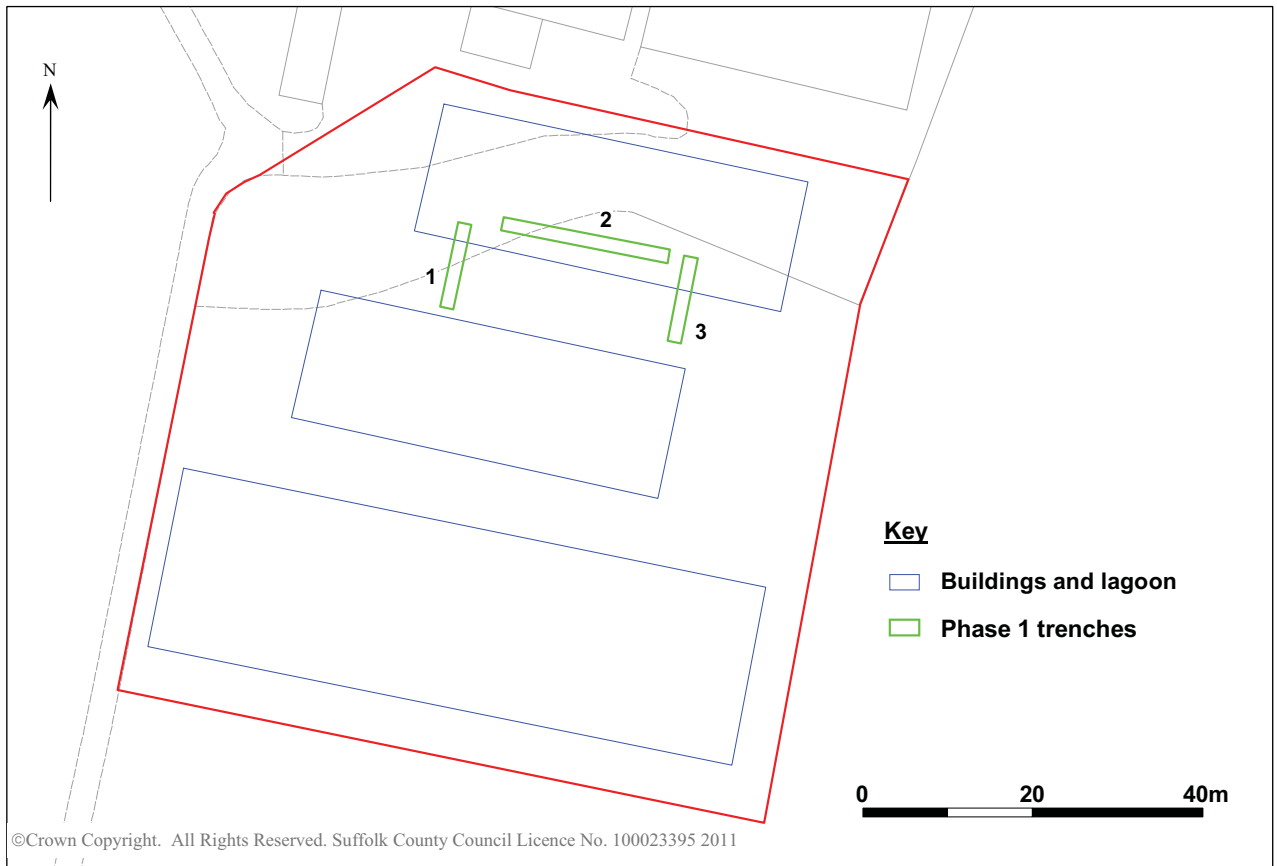 N
2
1
3
Key
Buildings and lagoon
Phase 1 trenches
0 20 40m
©Crown Copyright. All Rights Reserved. Suffolk County Council Licence No. 100023395 2011